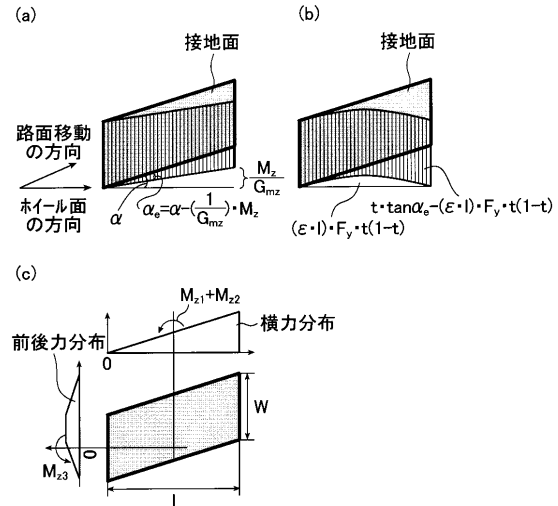 (a)
接地面
路面移動
の方向
ホイール面
の方向
α
αe=α-(1/Gmz)・Mz
Mz/Gmz
(b)
接地面
t・tanαe-(ε・l)・Fy・t(1-t)
(ε・l)・Fy・t(1-t)
(c)
Mz1+Mz2
横力分布
前後力分布
0
W
0
Mz3
l